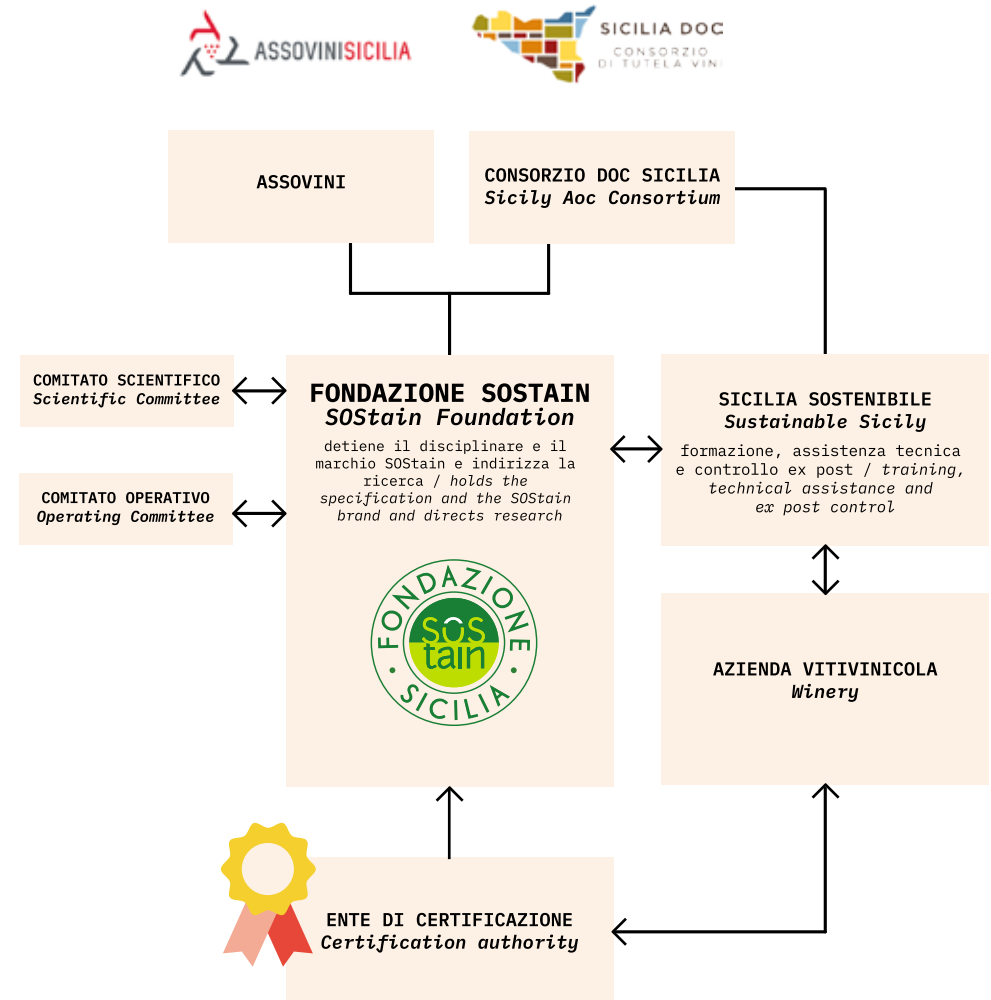 ASSOVINISICILIA
SICILIA DOC
CONSORZIO
DI TUTELA VINI
ASSOVINI
CONSORZIO DOC SICILIA
Sicily Aoc Consortium
COMITATO SCIENTIFICO
Scientific Committee
COMITATO OPERATIVO
Operating Committee
FONDAZIONE SOSTAIN
SOStain Foundation
detiene il disciplinare e il
marchio SOStain e indirizza la
ricerca / holds the
specification and the SOStain
brand and directs research
FONDAZIONE
SOS
tain
SICILIA
SICILIA SOSTENIBILE
Sustainable Sicily
formazione, assistenza tecnica
e controllo ex post / training,
technical assistance and
ex post control
AZIENDA VITIVINICOLA
Winery
ENTE DI CERTIFICAZIONE
Certification authority